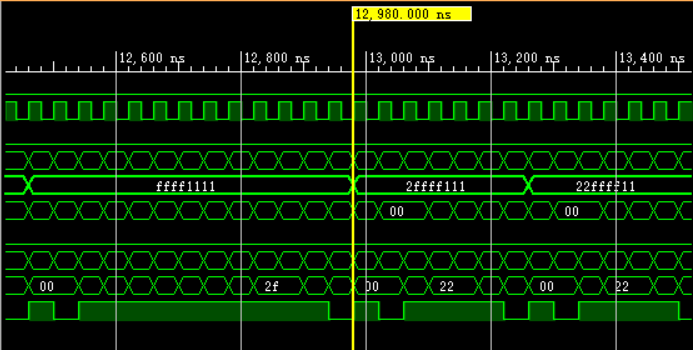 12,980.000 ns
12,600 ns 12,800 ns 13,000 ns 13,200 ns 13,400 ns
ffff1111 2ffff111 22ffff11
00 00
00 2f 00 22 00 22